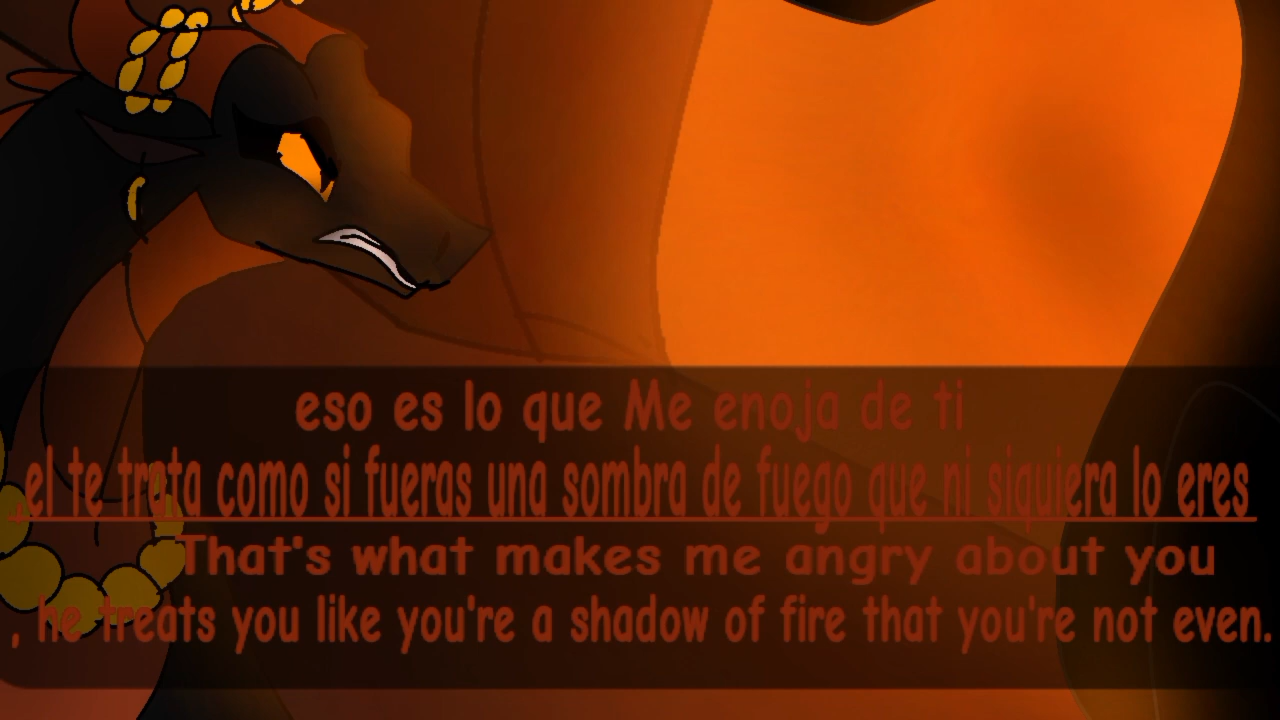 eso es lo que Me enoja de ti
, el te trata como si fueras una sombra de fuego que ni siquiera lo eres
That's what makes me angry about you
, he treats you like you're a shadow of fire that you're not even.